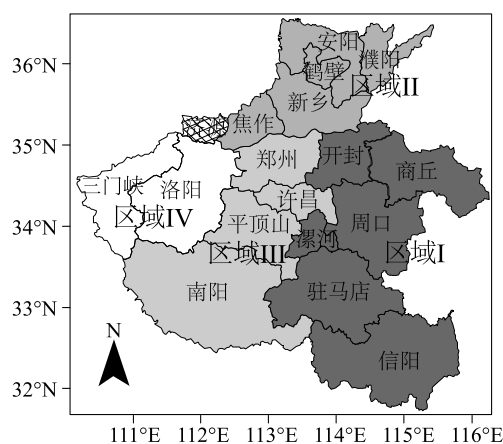 36°N
35°N
34°N
33°N
32°N
安阳
濮阳
鹤壁
区域II
新乡
焦作
郑州
开封
商丘
三门峡
洛阳
许昌
区域IV
平顶山
周口
漯河
区域III
区域I
南阳
驻马店
信阳
N
111°E
112°E
113°E
114°E
115°E
116°E